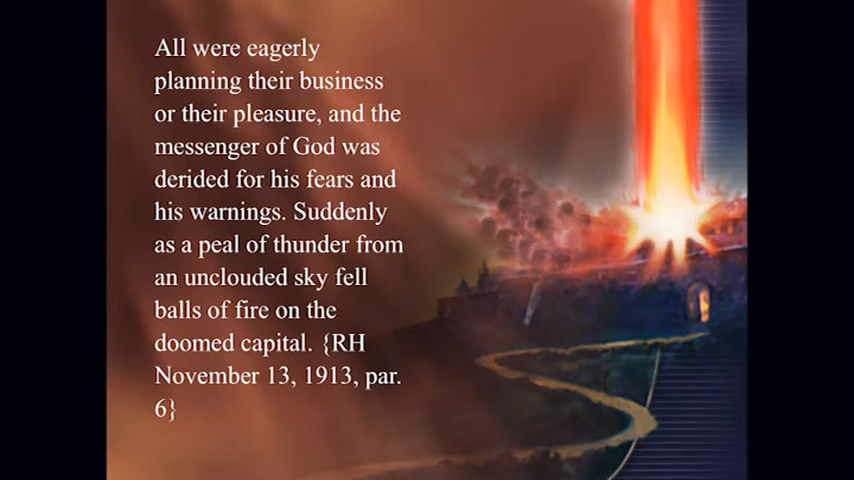 All were eagerly
planning their business
or their pleasure, and the
messenger of God was
derided for his fears and
his warnings. Suddenly
as a peal of thunder from
an unclouded sky fell
balls of fire on the
doomed capital. {RH
November 13, 1913, par.
6}